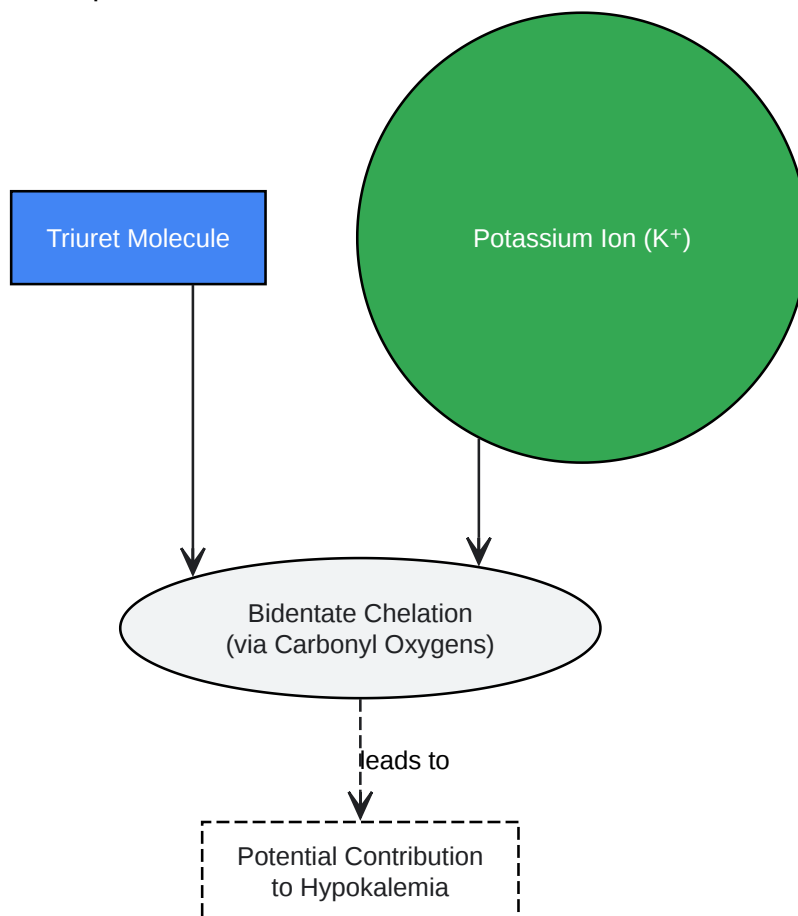 Triuret Molecule
Potassium Ion (K⁺)
Bidentate Chelation
(via Carbonyl Oxygens)
leads to
Potential Contribution
to Hypokalemia